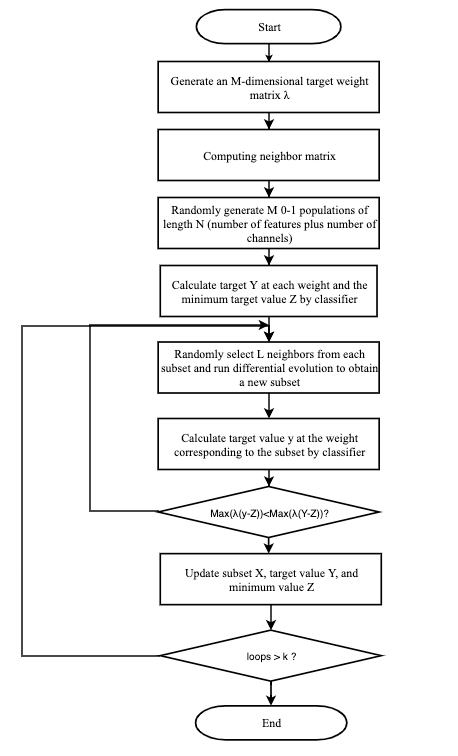 Start
Generate an M-dimensional target weight
matrix λ
Computing neighbor matrix
Randomly generate M 0-1 populations of
length N (number of features plus number of
channels)
Calculate target Y at each weight and the
minimum target value Z by classifier
Randomly select L neighbors from each
subset and run differential evolution to obtain
a new subset
Calculate target value y at the weight
corresponding to the subset by classifier
Max(λ(y-Z))<Max(λ(Y-Z))?
Update subset X, target value Y, and
minimum value Z
loops > k ?
End